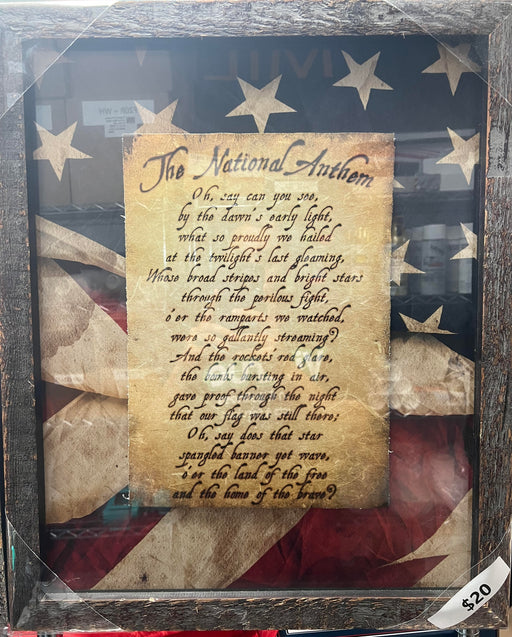 The National Anthem
Oh, say can you see,
by the dawn's early light,
what so proudly we hailed
at the twilight's last gleaming,
Whose broad stripes and bright stars
through the perilous fight,
o'er the ramparts we watched,
were so gallantly streaming?
And the rockets' red glare,
the bombs bursting in air,
gave proof through the night
that our flag was still there;
Oh, say does that star
spangled banner yet wave,
o'er the land of the free
and the home of the brave?
$20